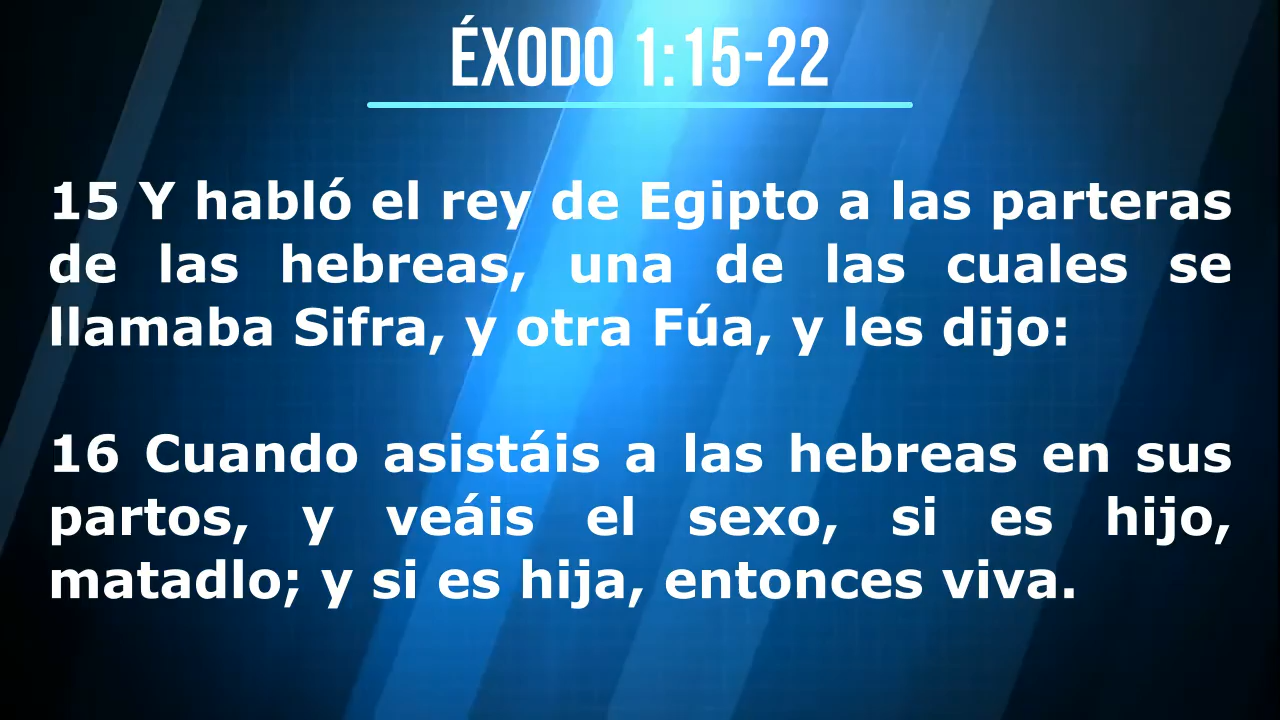 ÉXODO 1:15-22
15 Y habló el rey de Egipto a las parteras
de las hebreas, una de las cuales se
llamaba Sifra, y otra Fúa, y les dijo:
16 Cuando asistáis a las hebreas en sus
partos, y veáis el sexo, si es hijo,
matadlo; y si es hija, entonces viva.